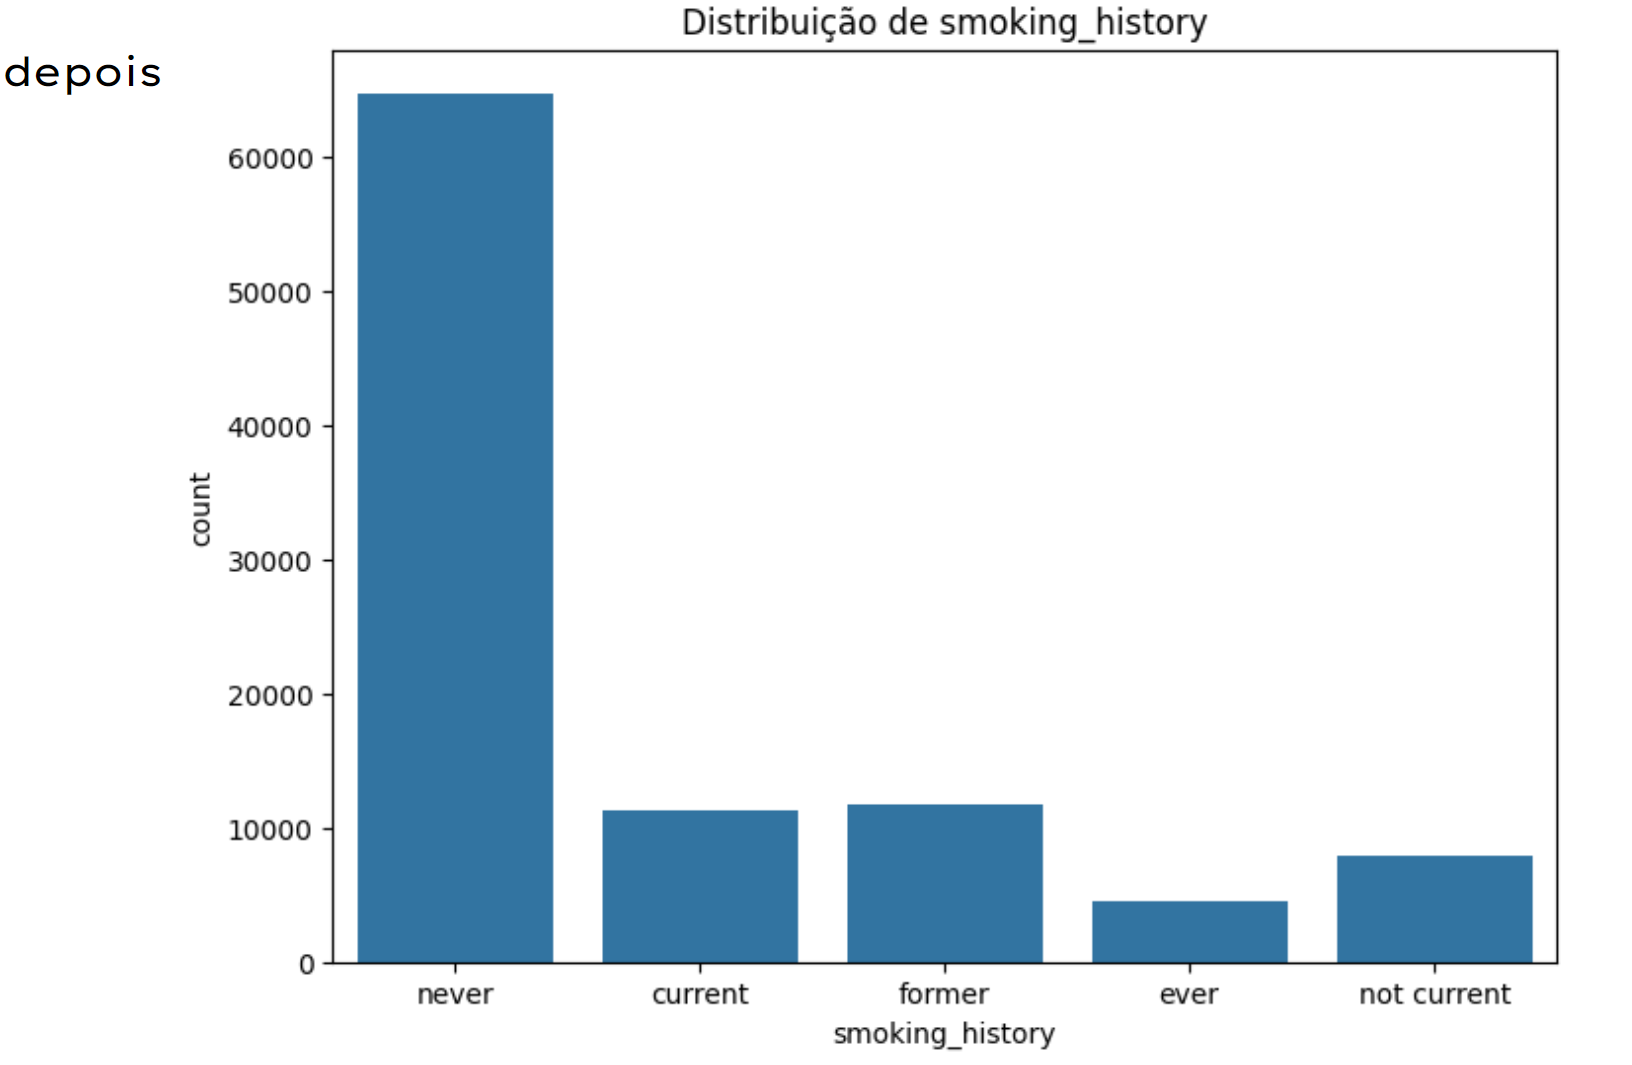 Distribuição de smoking_history
depois
60000
50000
40000
30000
20000
10000
0
count
never current former ever not current
smoking_history